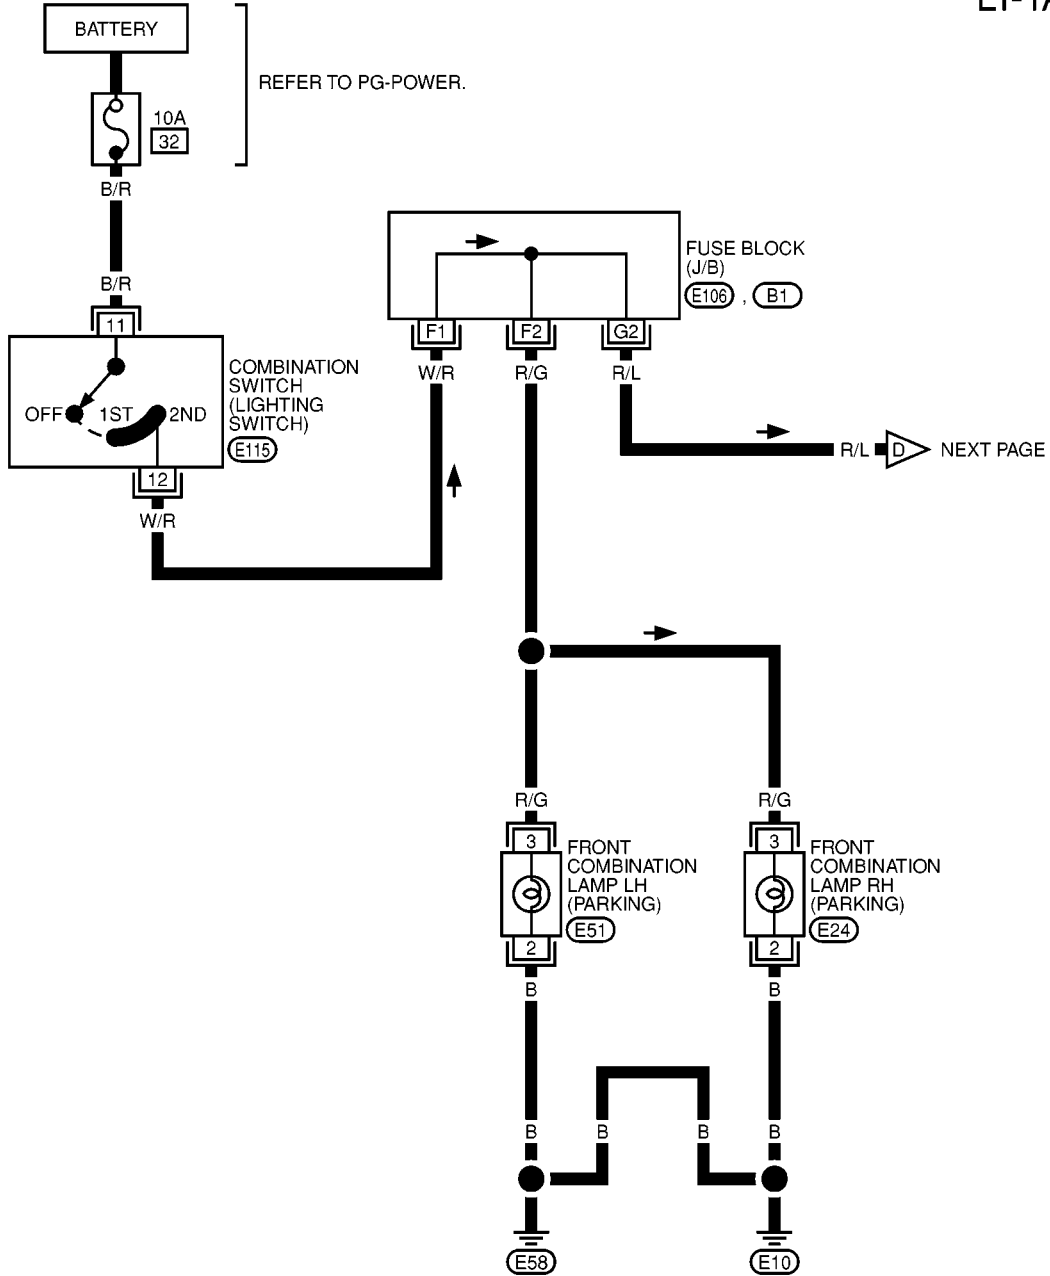 BATTERY
REFER TO PG-POWER.
10A
32
B/R
B/R
11
COMBINATION
SWITCH
(LIGHTING
SWITCH)
E115
OFF 1ST 2ND
12
W/R
FUSE BLOCK
(J/B)
E106 , B1
F1 F2 G2
W/R R/G R/L
R/L D NEXT PAGE
R/G R/G
3 3
FRONT
COMBINATION
LAMP LH
(PARKING)
E51
FRONT
COMBINATION
LAMP RH
(PARKING)
E24
2 2
B B
B B B B
E58 E10